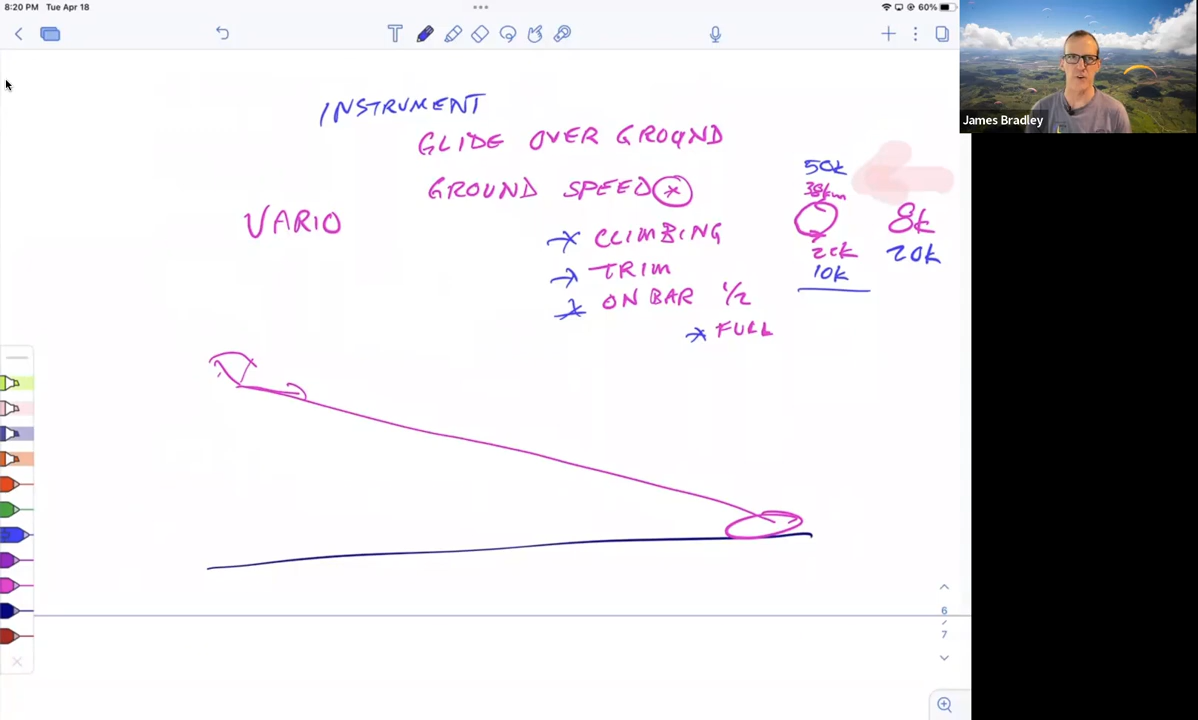 8:20 PM Tue Apr 18
60%
James Bradley
INSTRUMENT
GLIDE OVER GROUND
GROUND SPEED
VARIO
CLIMBING
TRIM
ON BAR 1/2
FULL
50k
38km
8k
20k
10k
6
7